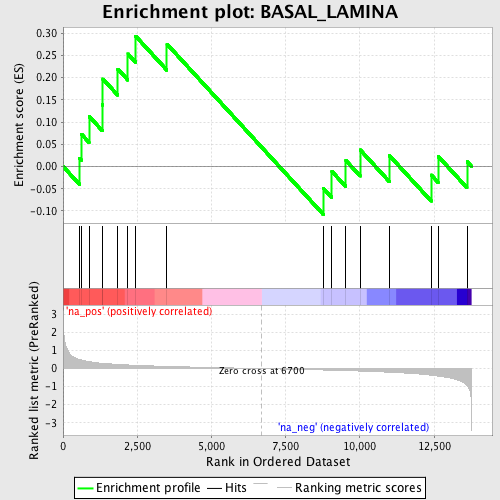 Enrichment plot: BASAL_LAMINA
Enrichment score (ES)
0.30
0.25
0.20
0.15
0.10
0.05
0.00
-0.05
-0.10
'na_pos' (positively correlated)
Ranked list metric (PreRanked)
3
2
1
0
-1
-2
-3
Zero cross at 6700
'na_neg' (negatively correlated)
0 2,500 5,000 7,500 10,000 12,500
Rank in Ordered Dataset
Enrichment profile Hits Ranking metric scores